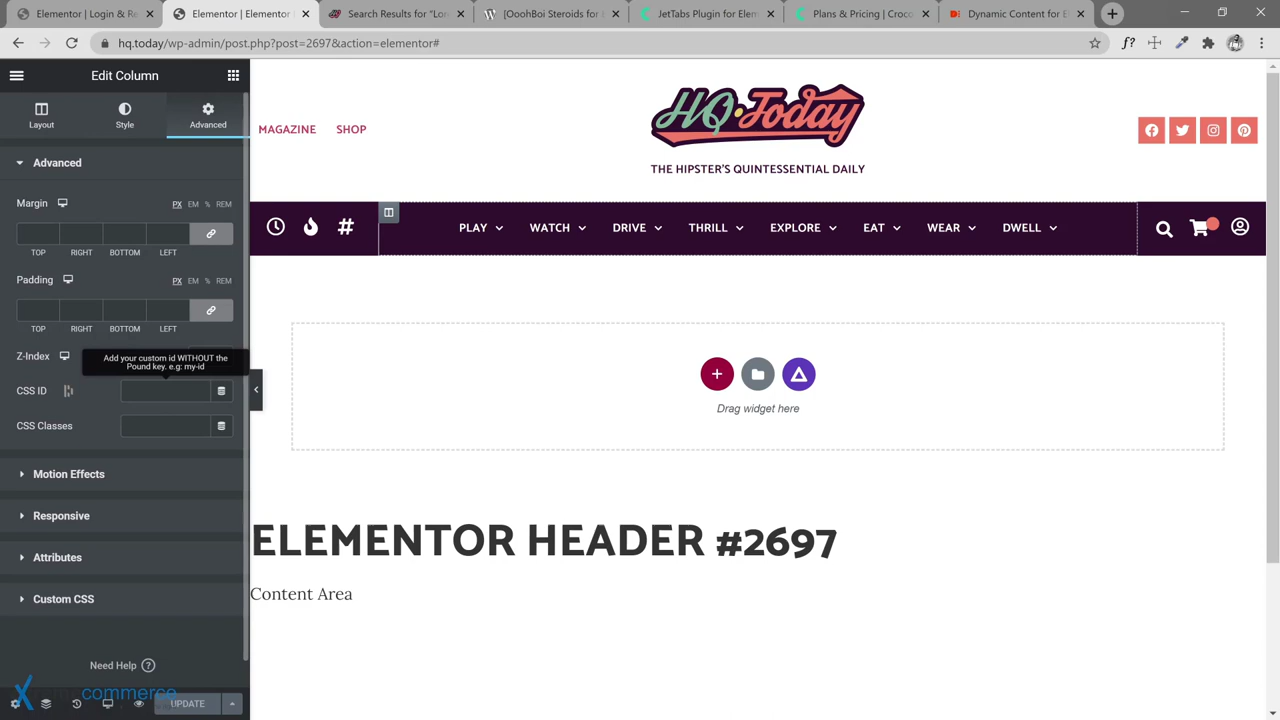 Elementor | Login & Re
Elementor | Elementor H
Search Results for "Lon
[OoohBoi Steroids for El
JetTabs Plugin for Elem
Plans & Pricing | Croco
Dynamic Content for El
hq.today/wp-admin/post.php?post=2697&action=elementor#
Edit Column
Layout
Style
Advanced
Advanced
Margin
PX EM % REM
TOP RIGHT BOTTOM LEFT
Padding
PX EM % REM
TOP RIGHT BOTTOM LEFT
Z-Index
Add your custom id WITHOUT the
Pound key. e.g: my-id
CSS ID
CSS Classes
Motion Effects
Responsive
Attributes
Custom CSS
Need Help ?
UPDATE
MAGAZINE SHOP
HQ Today
THE HIPSTER'S QUINTESSENTIAL DAILY
PLAY WATCH DRIVE THRILL EXPLORE EAT WEAR DWELL
Drag widget here
ELEMENTOR HEADER #2697
Content Area